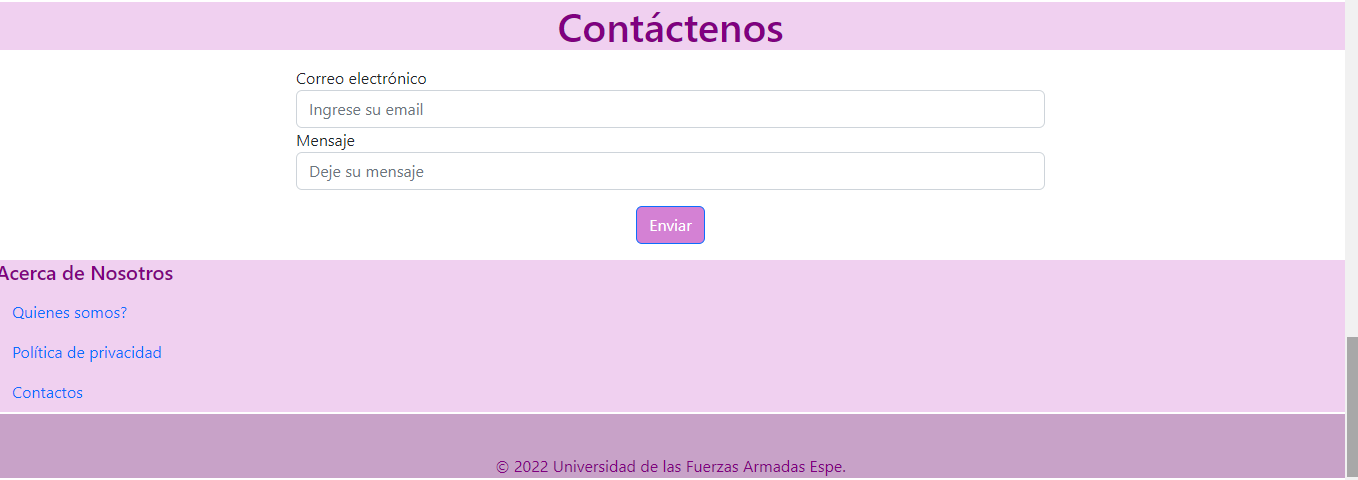 Contáctenos
Correo electrónico
Ingrese su email
Mensaje
Deje su mensaje
Enviar
Acerca de Nosotros
Quienes somos?
Política de privacidad
Contactos
© 2022 Universidad de las Fuerzas Armadas Espe.